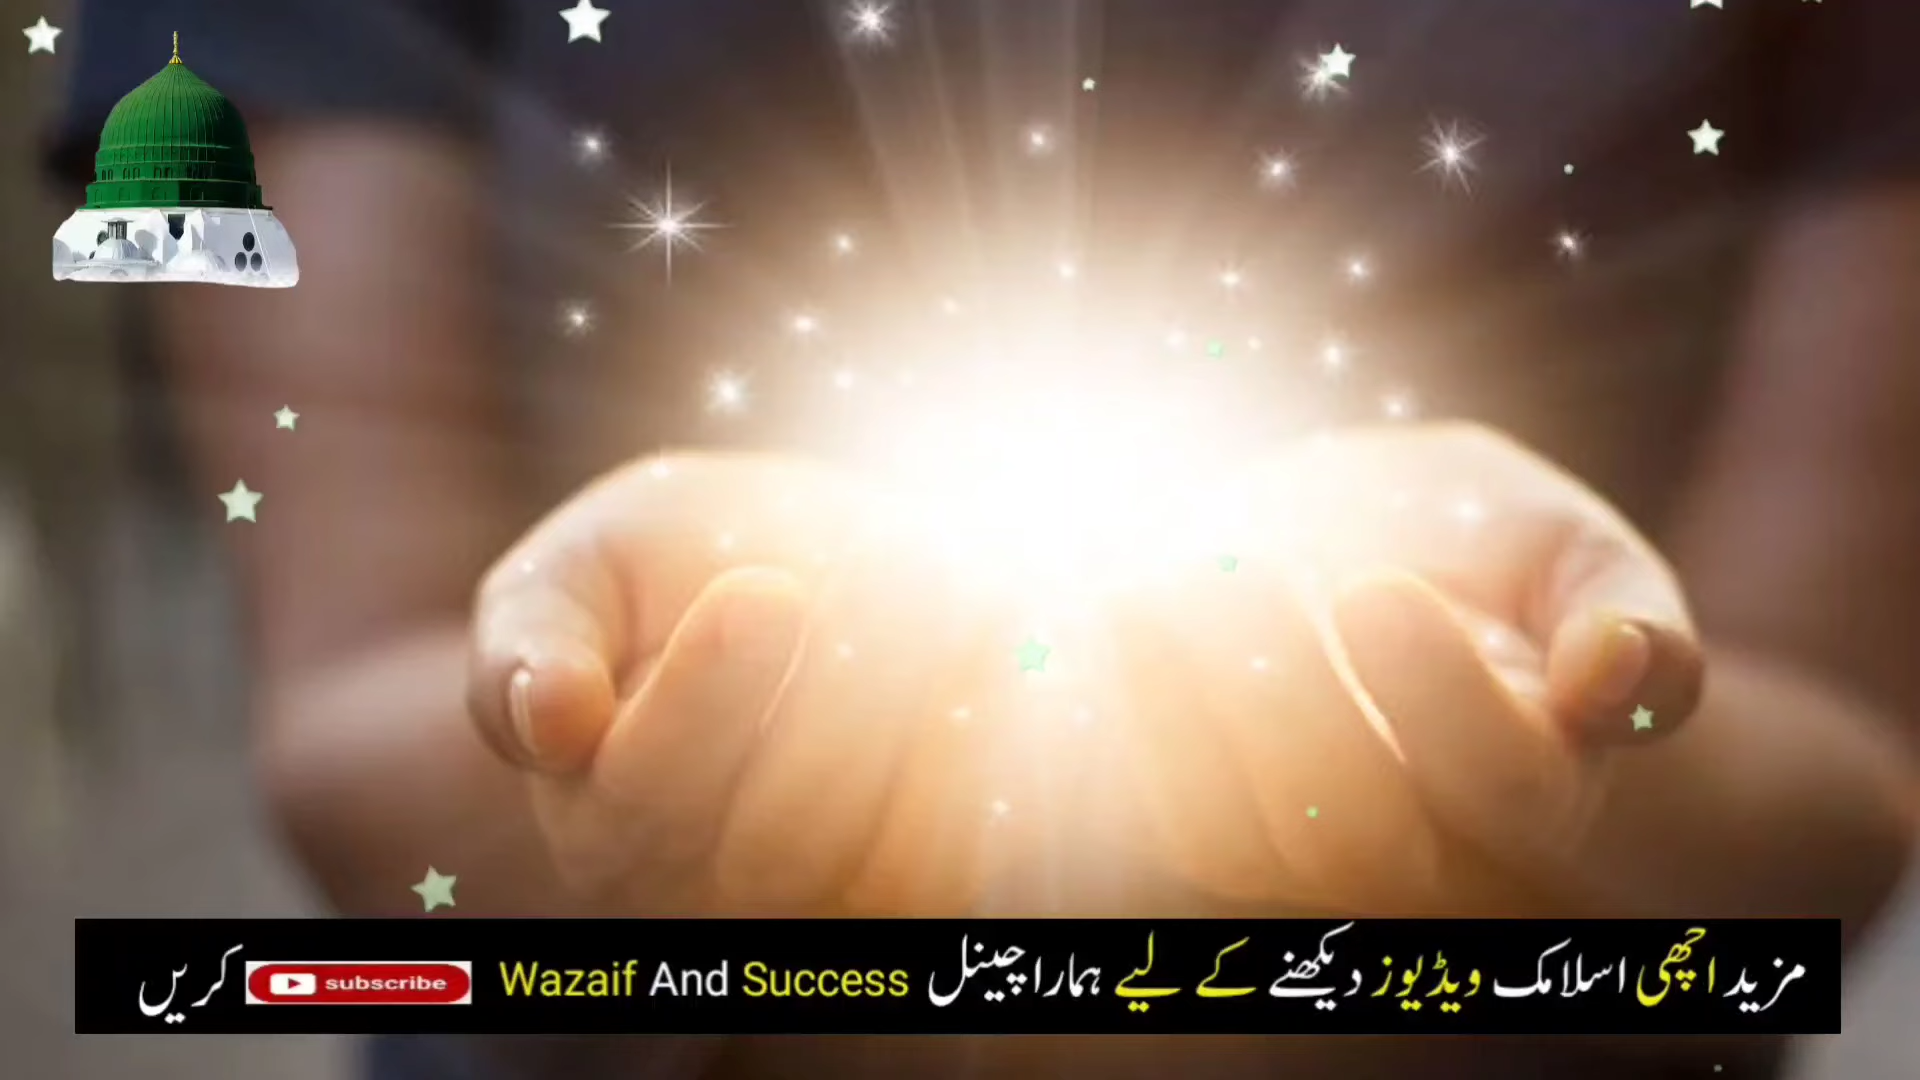 مزید اچھی اسلامک ویڈیوز دیکھنے کے لیے ہمارا چینل Wazaif And Success subscribe کریں